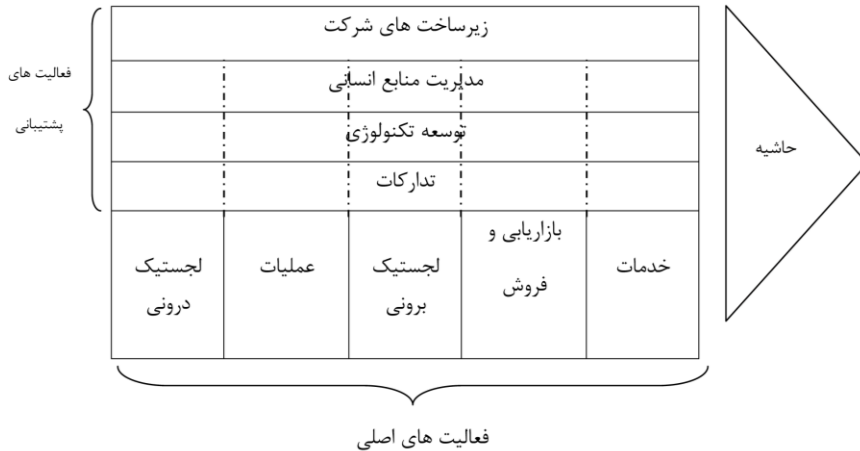 زیرساخت های شرکت
فعالیت های
پشتیبانی
مدیریت منابع انسانی
توسعه تکنولوژی
تدارکات
حاشیه
لجستیک
درونی
عملیات
لجستیک
برونی
بازاریابی و
فروش
خدمات
فعالیت های اصلی